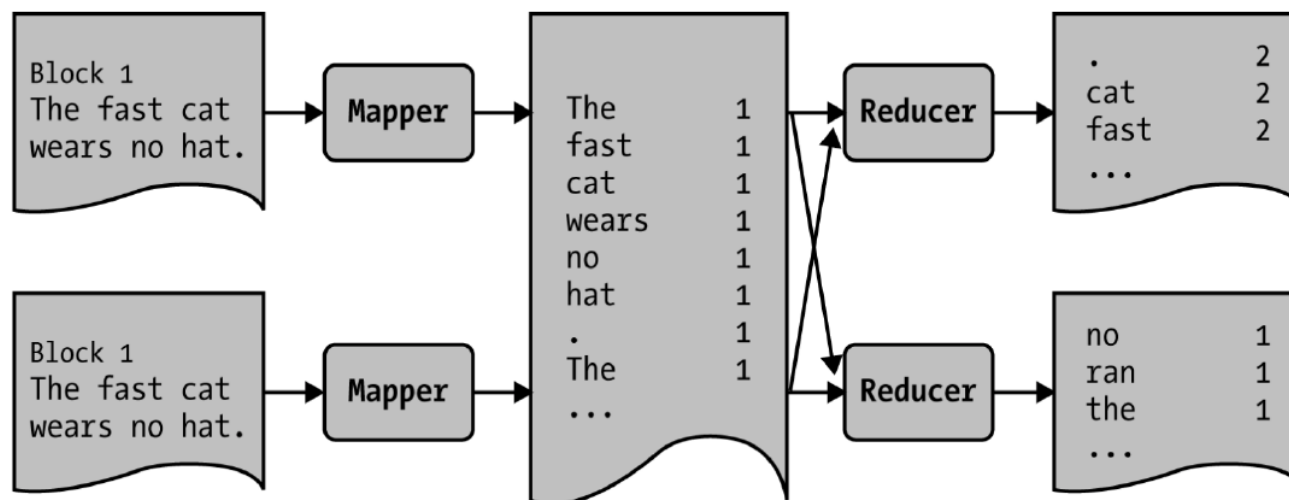 Block 1
The fast cat
wears no hat.
Mapper
Block 1
The fast cat
wears no hat.
Mapper
The 1
fast 1
cat 1
wears 1
no 1
hat 1
. 1
The 1
...
Reducer
. 2
cat 2
fast 2
...
Reducer
no 1
ran 1
the 1
...